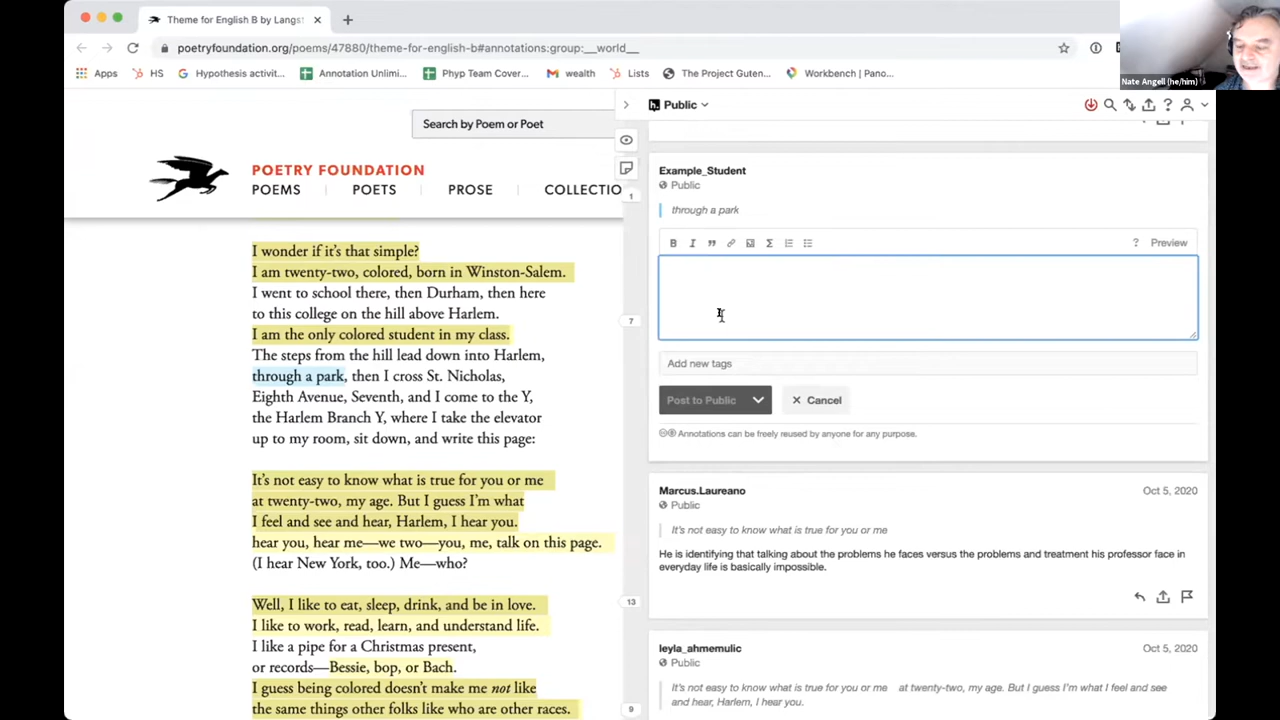 Theme for English B by Langs
poetryfoundation.org/poems/47880/theme-for-english-b#annotations:group:__world__
Apps HS Hypothesis activit... Annotation Unlimi... Phyp Team Cover... wealth Lists The Project Guten... Workbench | Pano...
Nate Angell (he/him)
Search by Poem or Poet
POETRY FOUNDATION
POEMS POETS PROSE COLLECTIO
I wonder if it's that simple?
I am twenty-two, colored, born in Winston-Salem.
I went to school there, then Durham, then here
to this college on the hill above Harlem.
I am the only colored student in my class.
The steps from the hill lead down into Harlem,
through a park, then I cross St. Nicholas,
Eighth Avenue, Seventh, and I come to the Y,
the Harlem Branch Y, where I take the elevator
up to my room, sit down, and write this page:
It's not easy to know what is true for you or me
at twenty-two, my age. But I guess I'm what
I feel and see and hear, Harlem, I hear you.
hear you, hear me—we two—you, me, talk on this page.
(I hear New York, too.) Me—who?
Well, I like to eat, sleep, drink, and be in love.
I like to work, read, learn, and understand life.
I like a pipe for a Christmas present,
or records—Bessie, bop, or Bach.
I guess being colored doesn't make me not like
the same things other folks like who are other races.
1
7
13
9
Public
Example_Student
Public
through a park
B I Σ ? Preview
Add new tags
Post to Public Cancel
Annotations can be freely reused by anyone for any purpose.
Marcus.Laureano Oct 5, 2020
Public
It's not easy to know what is true for you or me
He is identifying that talking about the problems he faces versus the problems and treatment his professor face in
everyday life is basically impossible.
leyla_ahmemulic Oct 5, 2020
Public
It's not easy to know what is true for you or me at twenty-two, my age. But I guess I'm what I feel and see
and hear, Harlem, I hear you.